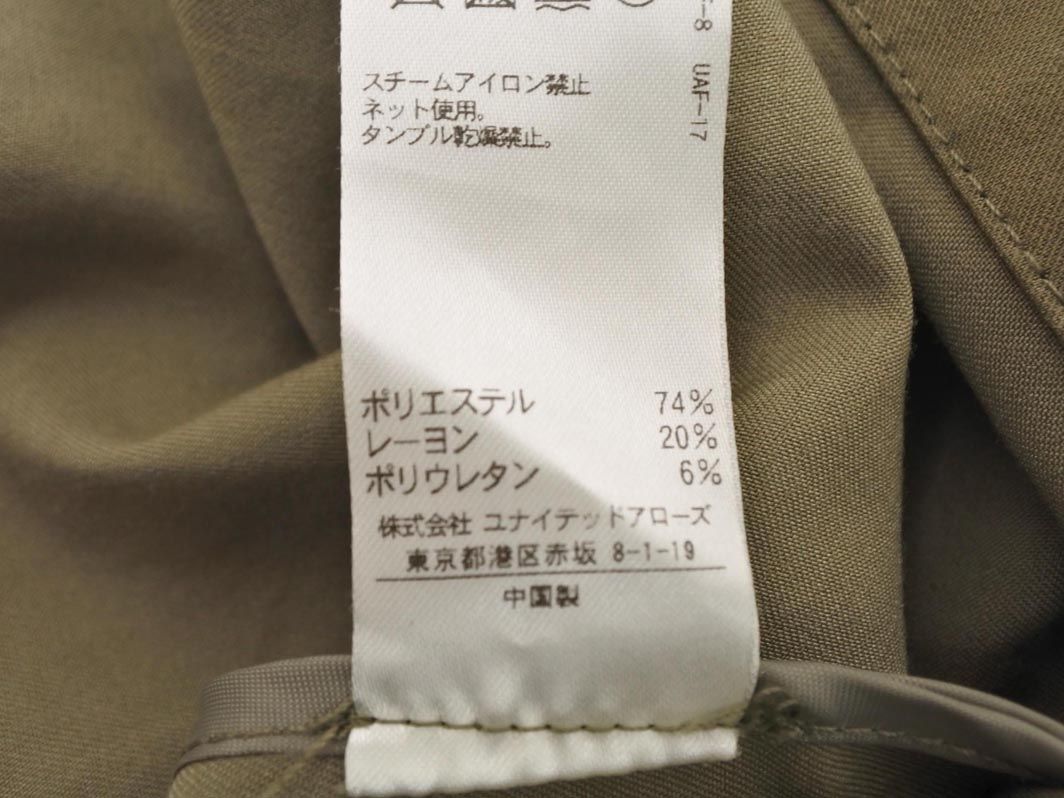 -8 UAF-17
スチームアイロン禁止
ネット使用。
タンブル乾燥禁止。
ポリエステル 74%
レーヨン 20%
ポリウレタン 6%
株式会社 ユナイテッドアローズ
東京都港区赤坂 8-1-19
中国製